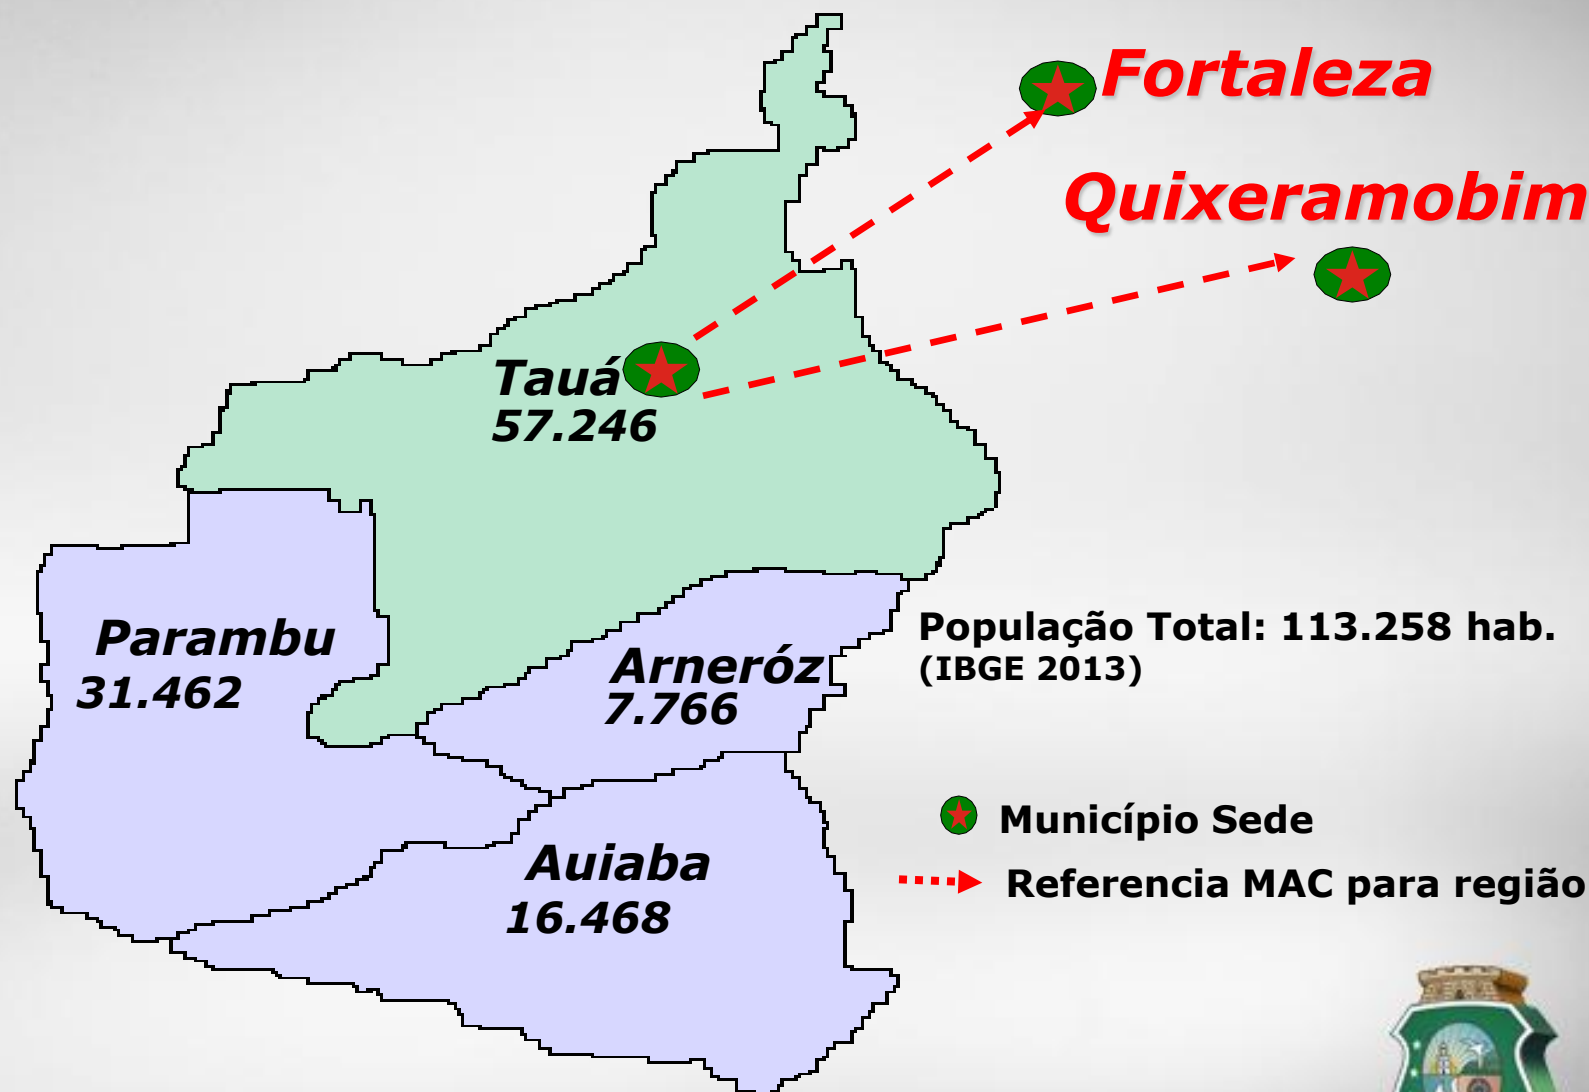 Fortaleza
Quixeramobim
Tauá
57.246
Parambu
31.462
Arneróz
7.766
População Total: 113.258 hab.
(IBGE 2013)
Município Sede
Auiaba
16.468
Referencia MAC para região